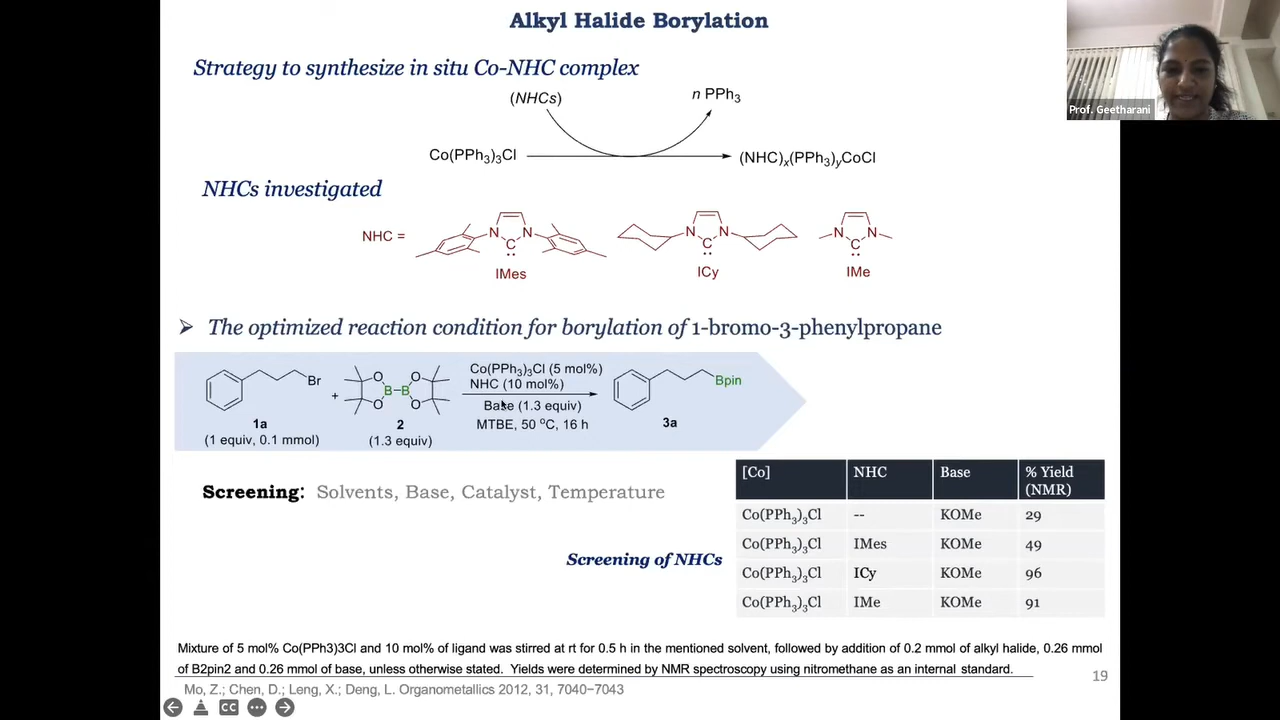 Alkyl Halide Borylation
Strategy to synthesize in situ Co-NHC complex
(NHCs)
n PPh3
Co(PPh3)3Cl
(NHC)x(PPh3)yCoCl
Prof. Geetharani
NHCs investigated
NHC =
N N
C
IMes
N N
C
ICy
N N
C
IMe
➢ The optimized reaction condition for borylation of 1-bromo-3-phenylpropane
Br
1a
(1 equiv, 0.1 mmol)
+
O O
B–B
O O
2
(1.3 equiv)
Co(PPh3)3Cl (5 mol%)
NHC (10 mol%)
Base (1.3 equiv)
MTBE, 50 °C, 16 h
Bpin
3a
Screening: Solvents, Base, Catalyst, Temperature
Screening of NHCs
[Co] NHC Base % Yield (NMR)
Co(PPh3)3Cl -- KOMe 29
Co(PPh3)3Cl IMes KOMe 49
Co(PPh3)3Cl ICy KOMe 96
Co(PPh3)3Cl IMe KOMe 91
Mixture of 5 mol% Co(PPh3)3Cl and 10 mol% of ligand was stirred at rt for 0.5 h in the mentioned solvent, followed by addition of 0.2 mmol of alkyl halide, 0.26 mmol
of B2pin2 and 0.26 mmol of base, unless otherwise stated. Yields were determined by NMR spectroscopy using nitromethane as an internal standard.
Mo, Z.; Chen, D.; Leng, X.; Deng, L. Organometallics 2012, 31, 7040−7043
19
CC